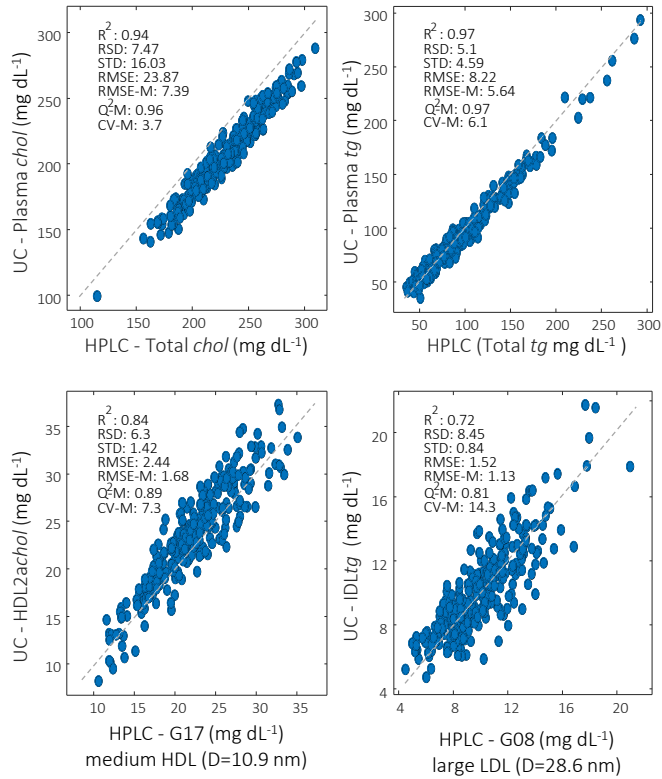 R2: 0.94
RSD: 7.47
STD: 16.03
RMSE: 23.87
RMSE-M: 7.39
Q2-M: 0.96
CV-M: 3.7
300
250
200
150
100
UC - Plasma chol (mg dL-1)
100 150 200 250 300
HPLC - Total chol (mg dL-1)
R2: 0.97
RSD: 5.1
STD: 4.59
RMSE: 8.22
RMSE-M: 5.64
Q2-M: 0.97
CV-M: 6.1
300
250
200
150
100
50
UC - Plasma tg (mg dL-1)
50 100 150 200 250 300
HPLC (Total tg mg dL-1 )
R2: 0.84
RSD: 6.3
STD: 1.42
RMSE: 2.44
RMSE-M: 1.68
Q2-M: 0.89
CV-M: 7.3
35
30
25
20
15
10
UC - HDL2achol (mg dL-1)
10 15 20 25 30 35
HPLC - G17 (mg dL-1)
medium HDL (D=10.9 nm)
R2: 0.72
RSD: 8.45
STD: 0.84
RMSE: 1.52
RMSE-M: 1.13
Q2-M: 0.81
CV-M: 14.3
20
16
12
8
4
UC - IDLtg (mg dL-1)
4 8 12 16 20
HPLC - G08 (mg dL-1)
large LDL (D=28.6 nm)